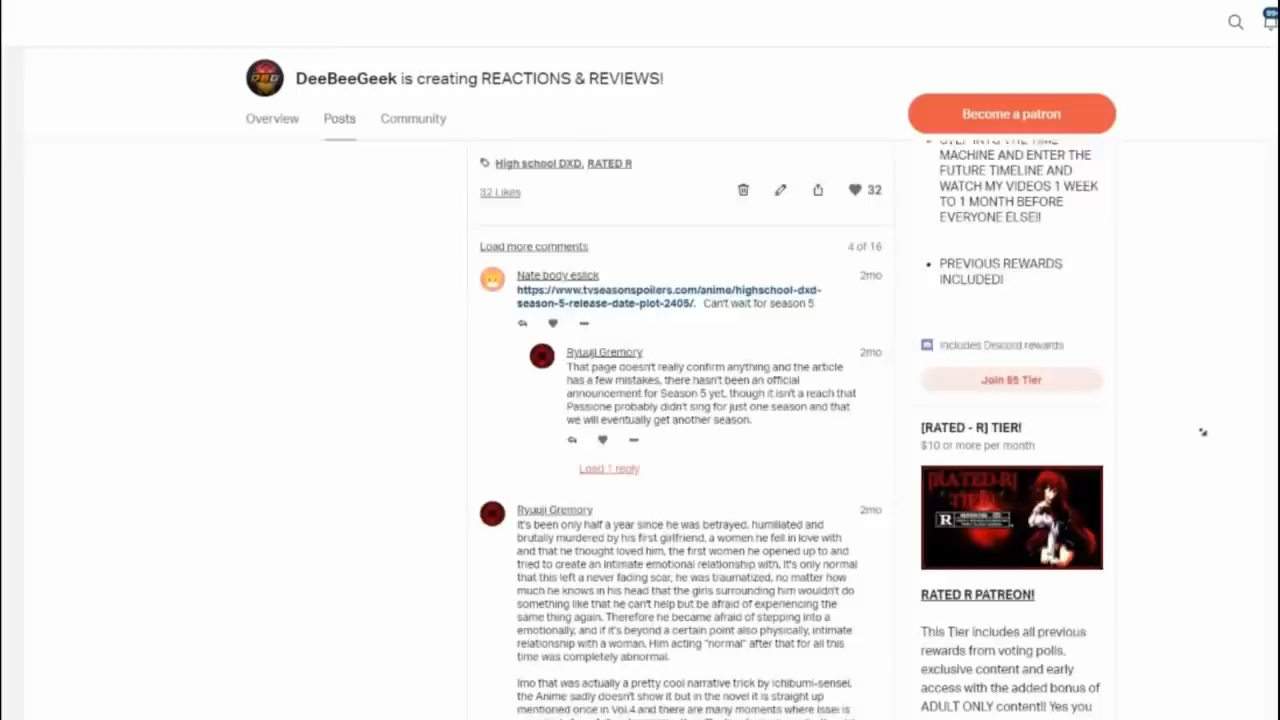 99+
DeeBeeGeek is creating REACTIONS & REVIEWS!
Overview Posts Community
Become a patron
High school DXD, RATED R
32 Likes
32
Load more comments
4 of 16
Nate body eslick
2mo
https://www.tvseasonspoilers.com/anime/highschool-dxd-
season-5-release-date-plot-2405/. Can't wait for season 5
Ryuuji Gremory
2mo
That page doesn't really confirm anything and the article
has a few mistakes, there hasn't been an official
announcement for Season 5 yet, though it isn't a reach that
Passione probably didn't sing for just one season and that
we will eventually get another season.
Load 1 reply
Ryuuji Gremory
2mo
It's been only half a year since he was betrayed, humiliated and
brutally murdered by his first girlfriend, a women he fell in love with
and that he thought loved him, the first women he opened up to and
tried to create an intimate emotional relationship with. It's only normal
that this left a never fading scar, he was traumatized, no matter how
much he knows in his head that the girls surrounding him wouldn't do
something like that he can't help but be afraid of experiencing the
same thing again. Therefore he became afraid of stepping into a
emotionally, and if it's beyond a certain point also physically, intimate
relationship with a woman. Him acting "normal" after that for all this
time was completely abnormal.
Imo that was actually a pretty cool narrative trick by Ichibumi-sensei,
the Anime sadly doesn't show it but in the novel it is straight up
mentioned once in Vol.4 and there are many moments where Issei is
STEP INTO THE TIME
MACHINE AND ENTER THE
FUTURE TIMELINE AND
WATCH MY VIDEOS 1 WEEK
TO 1 MONTH BEFORE
EVERYONE ELSE!!
PREVIOUS REWARDS
INCLUDED!
Includes Discord rewards
Join $5 Tier
[RATED - R] TIER!
$10 or more per month
[RATED-R]
TIER!
R
RATED R PATREON!
This Tier includes all previous
rewards from voting polls,
exclusive content and early
access with the added bonus of
ADULT ONLY content!! Yes you